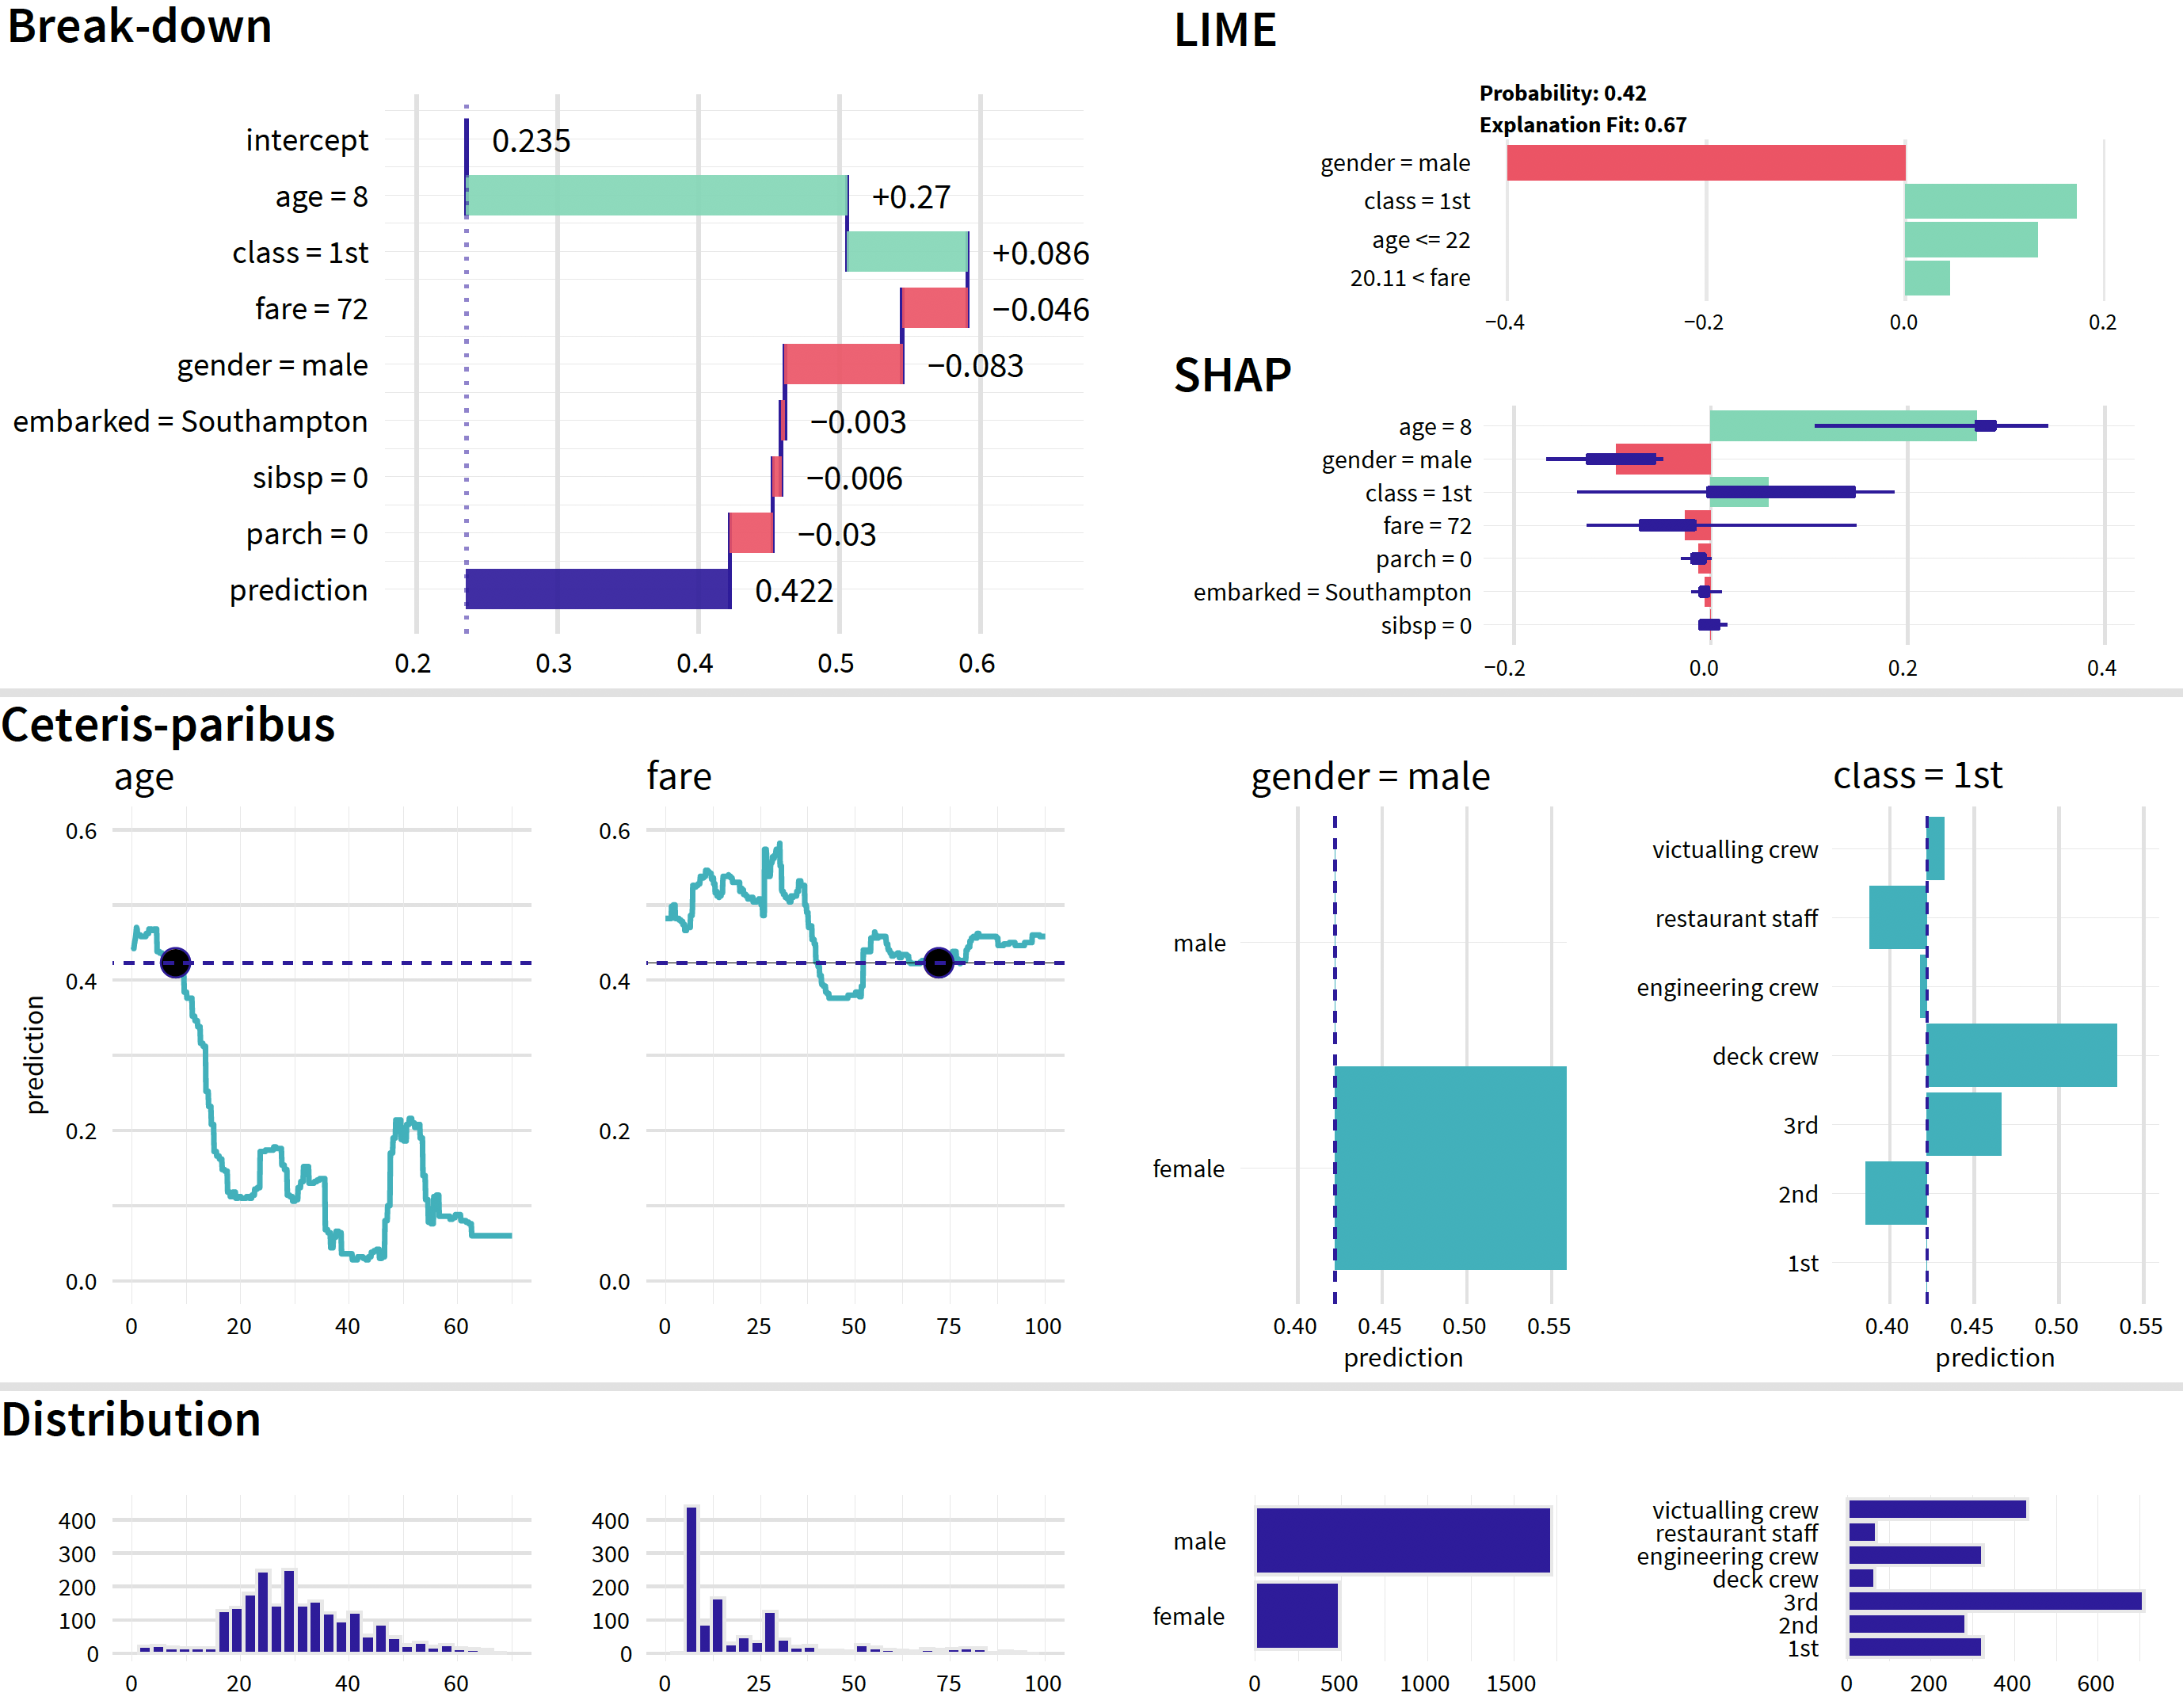 Break-down
intercept 0.235
age = 8 +0.27
class = 1st +0.086
fare = 72 −0.046
gender = male −0.083
embarked = Southampton −0.003
sibsp = 0 −0.006
parch = 0 −0.03
prediction 0.422
0.2 0.3 0.4 0.5 0.6
LIME
Probability: 0.42
Explanation Fit: 0.67
gender = male
class = 1st
age <= 22
20.11 < fare
−0.4 −0.2 0.0 0.2
SHAP
age = 8
gender = male
class = 1st
fare = 72
parch = 0
embarked = Southampton
sibsp = 0
−0.2 0.0 0.2 0.4
Ceteris-paribus
age
prediction
0.6
0.4
0.2
0.0
0 20 40 60
fare
0.6
0.4
0.2
0.0
0 25 50 75 100
gender = male
male
female
0.40 0.45 0.50 0.55
prediction
class = 1st
victualling crew
restaurant staff
engineering crew
deck crew
3rd
2nd
1st
0.40 0.45 0.50 0.55
prediction
Distribution
400
300
200
100
0
0 20 40 60
400
300
200
100
0
0 25 50 75 100
male
female
0 500 1000 1500
victualling crew
restaurant staff
engineering crew
deck crew
3rd
2nd
1st
0 200 400 600